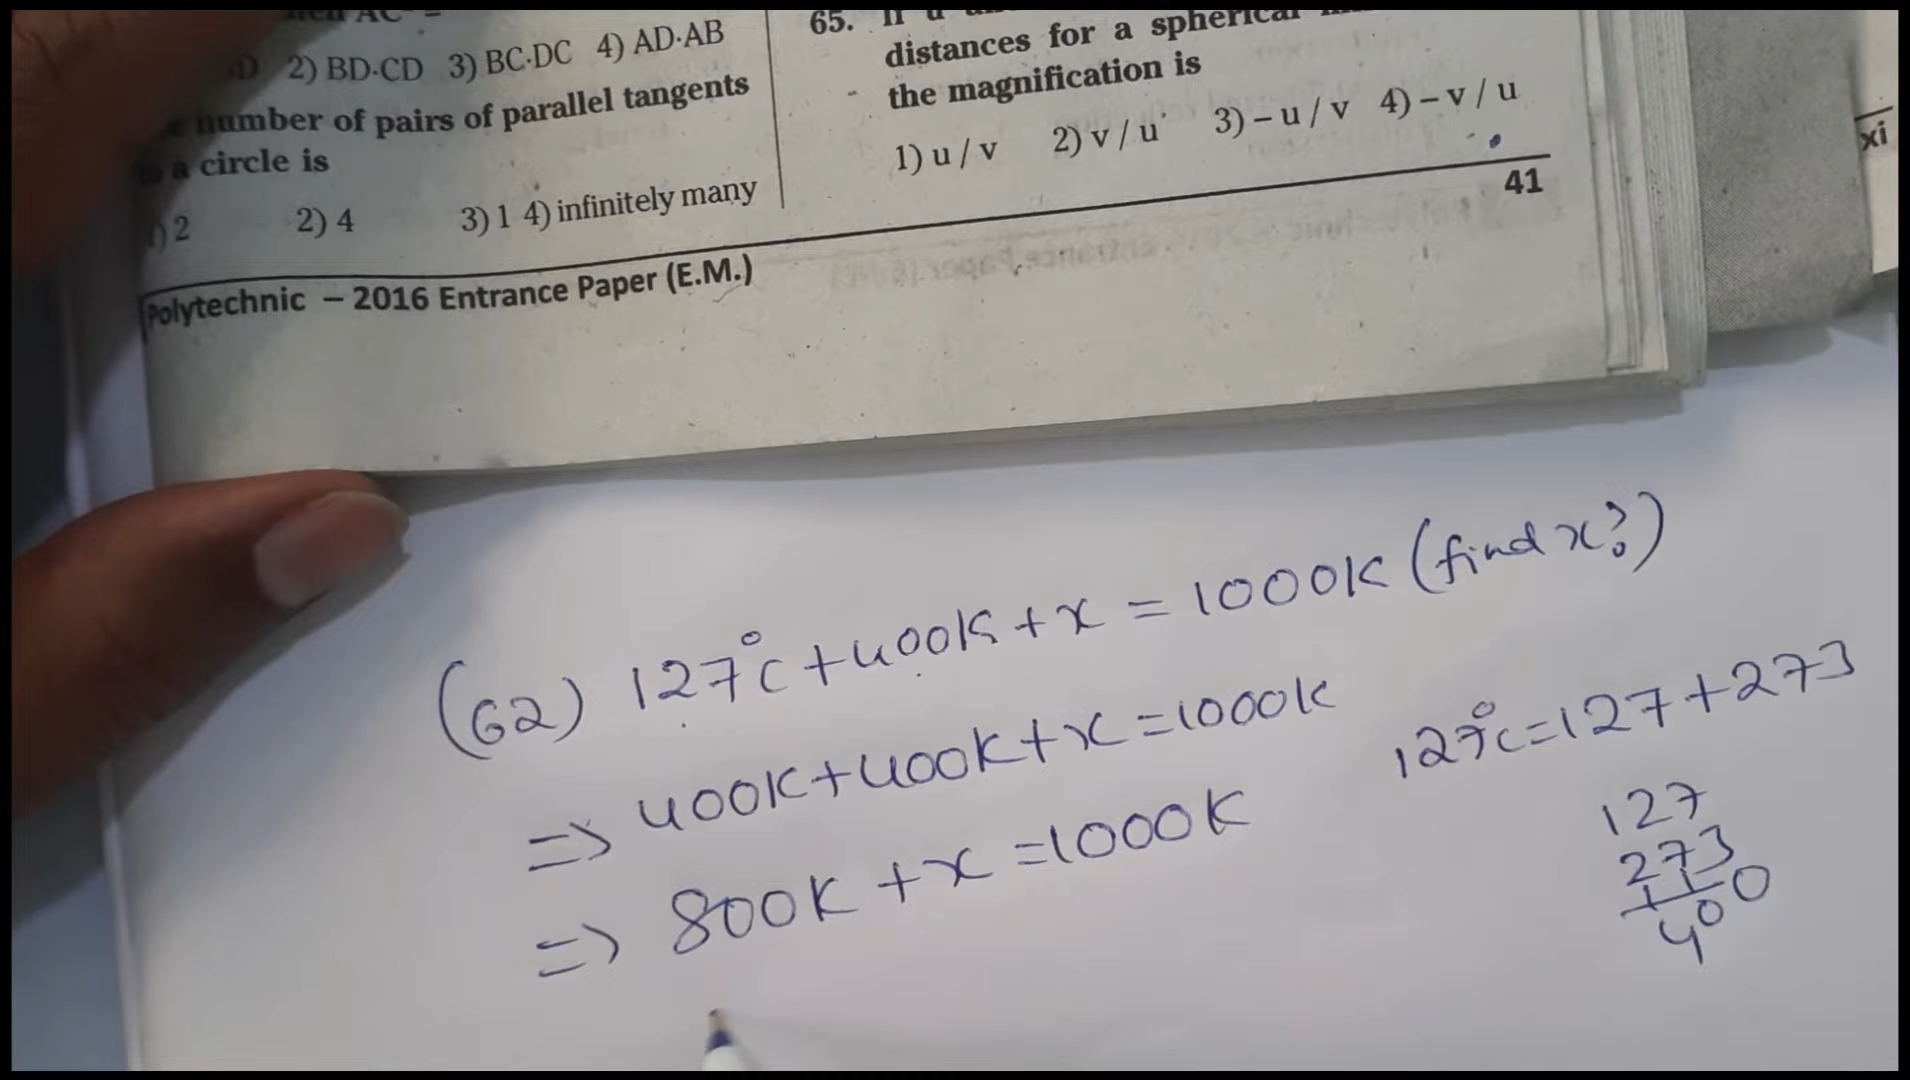 2) BD·CD 3) BC·DC 4) AD·AB
number of pairs of parallel tangents
a circle is
) 2 2) 4 3) 1 4) infinitely many
65.
distances for a spherical
the magnification is
1) u / v 2) v / u 3) – u / v 4) – v / u
41
Polytechnic – 2016 Entrance Paper (E.M.)
xi
(62) 127°C + 400K + x = 1000K (find x?)
=> 400K + 400K + x = 1000K
=> 800K + x = 1000K
127°C = 127 + 273
127
273
1 1
400